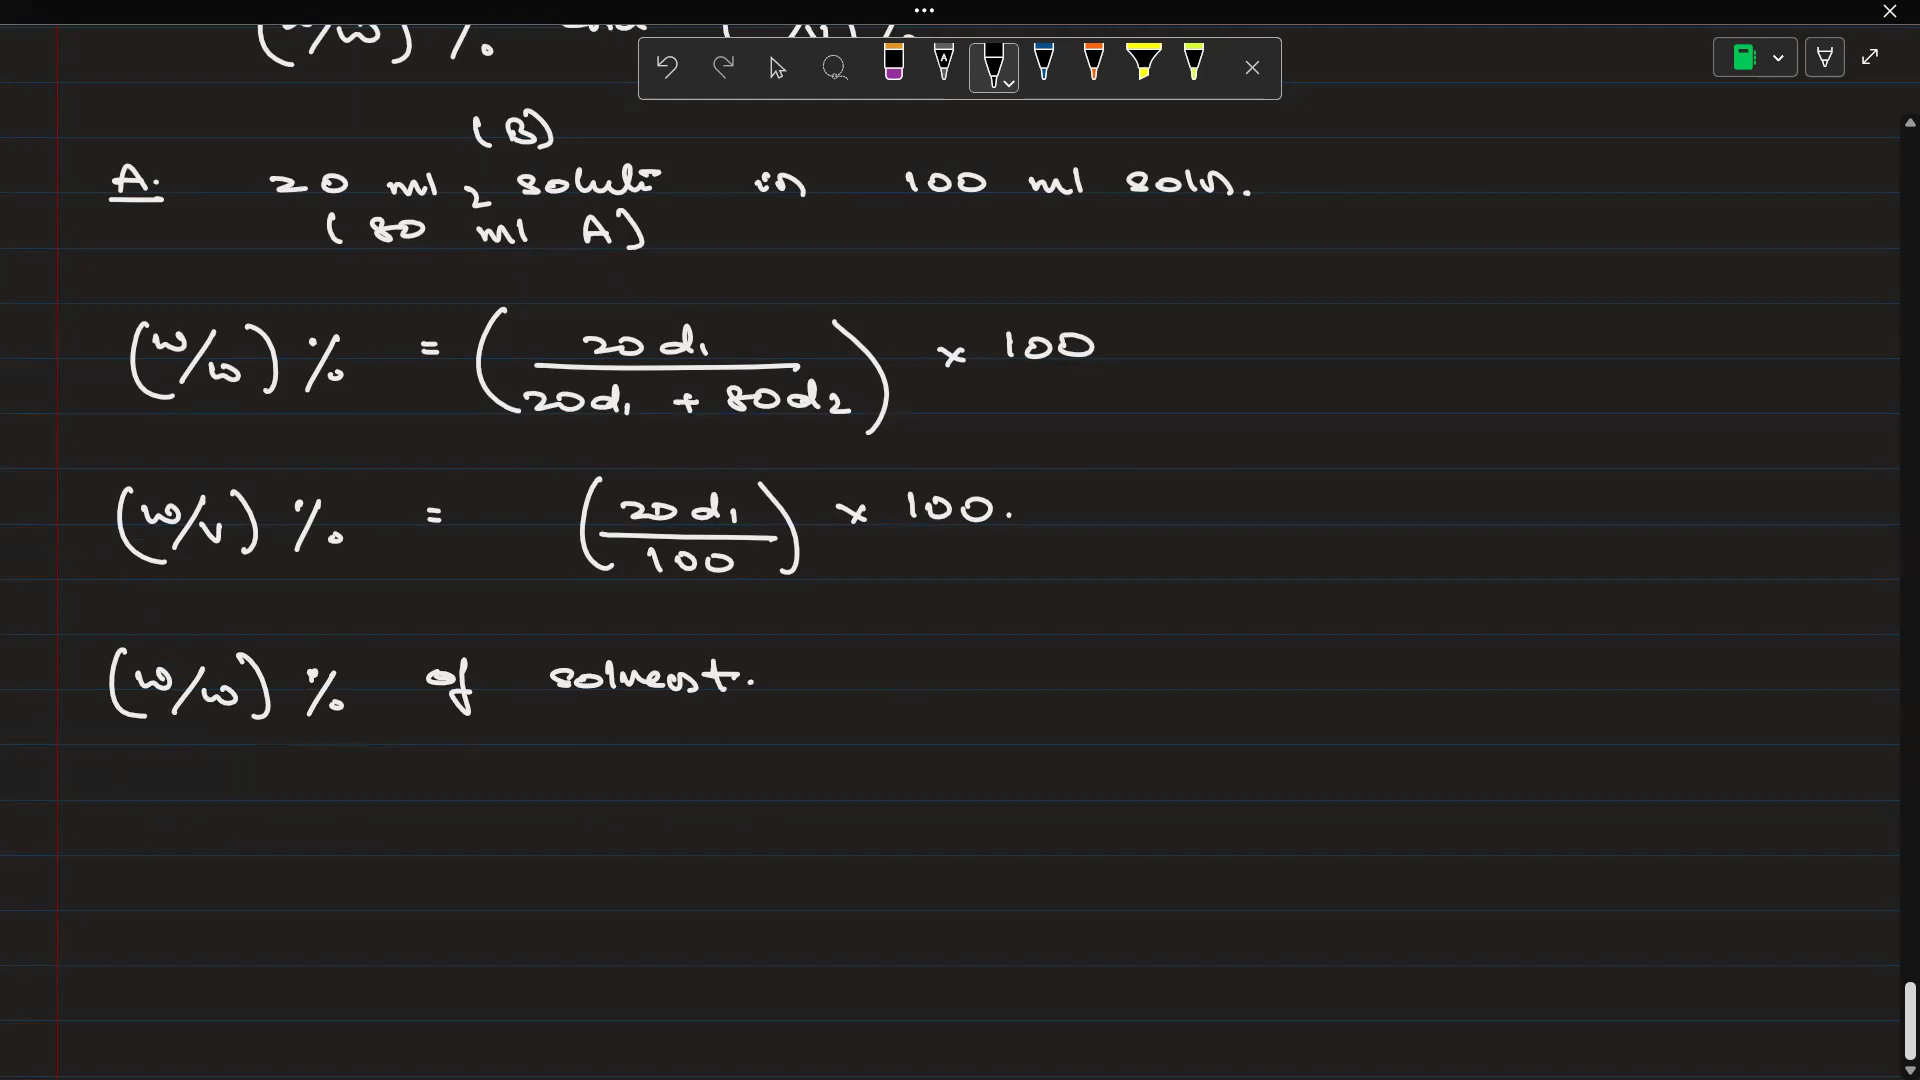 (w/w) %
(B)
A. 20 ml, solute in 100 ml soln.
(80 ml A)
(w/w) % = (20d₁ / 20d₁ + 80d₂) × 100
(w/v) % = (20d₁ / 100) × 100.
(w/w) % of solvent.